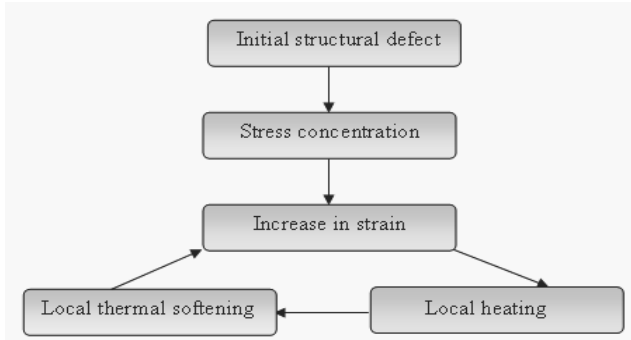 Initial structural defect
Stress concentration
Increase in strain
Local thermal softening
Local heating